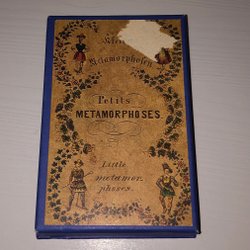 Metamorphosen
Petits
METAMORPHOSES.
Little
metamor-
phoses.